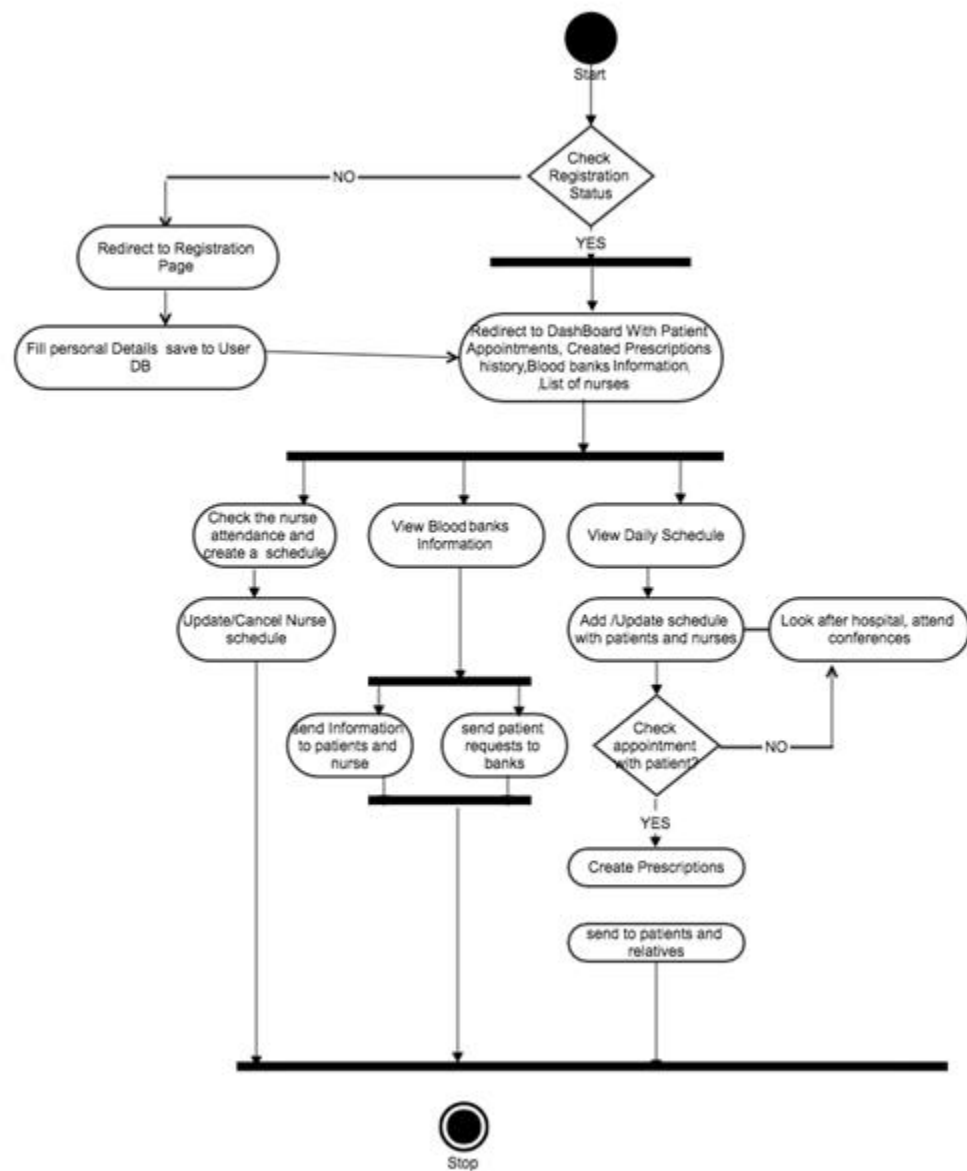 Start
Check
Registration
Status
NO
YES
Redirect to Registration
Page
Fill personal Details save to User
DB
Redirect to DashBoard With Patient
Appointments, Created Prescriptions
history,Blood banks Information,
,List of nurses
Check the nurse
attendance and
create a schedule
View Blood banks
Information
View Daily Schedule
Update/Cancel Nurse
schedule
Add /Update schedule
with patients and nurses
Look after hospital, attend
conferences
send Information
to patients and
nurse
send patient
requests to
banks
Check
appointment
with patient?
NO
YES
Create Prescriptions
send to patients and
relatives
Stop